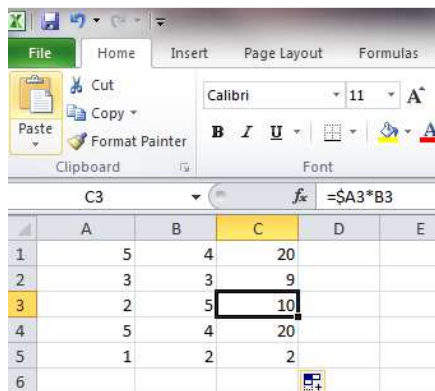 File Home Insert Page Layout Formulas
Cut
Copy
Format Painter
Paste
Clipboard
Calibri 11 A
B I U A
Font
C3 fx =$A3*B3
A B C D E
1 5 4 20
2 3 3 9
3 2 5 10
4 5 4 20
5 1 2 2
6